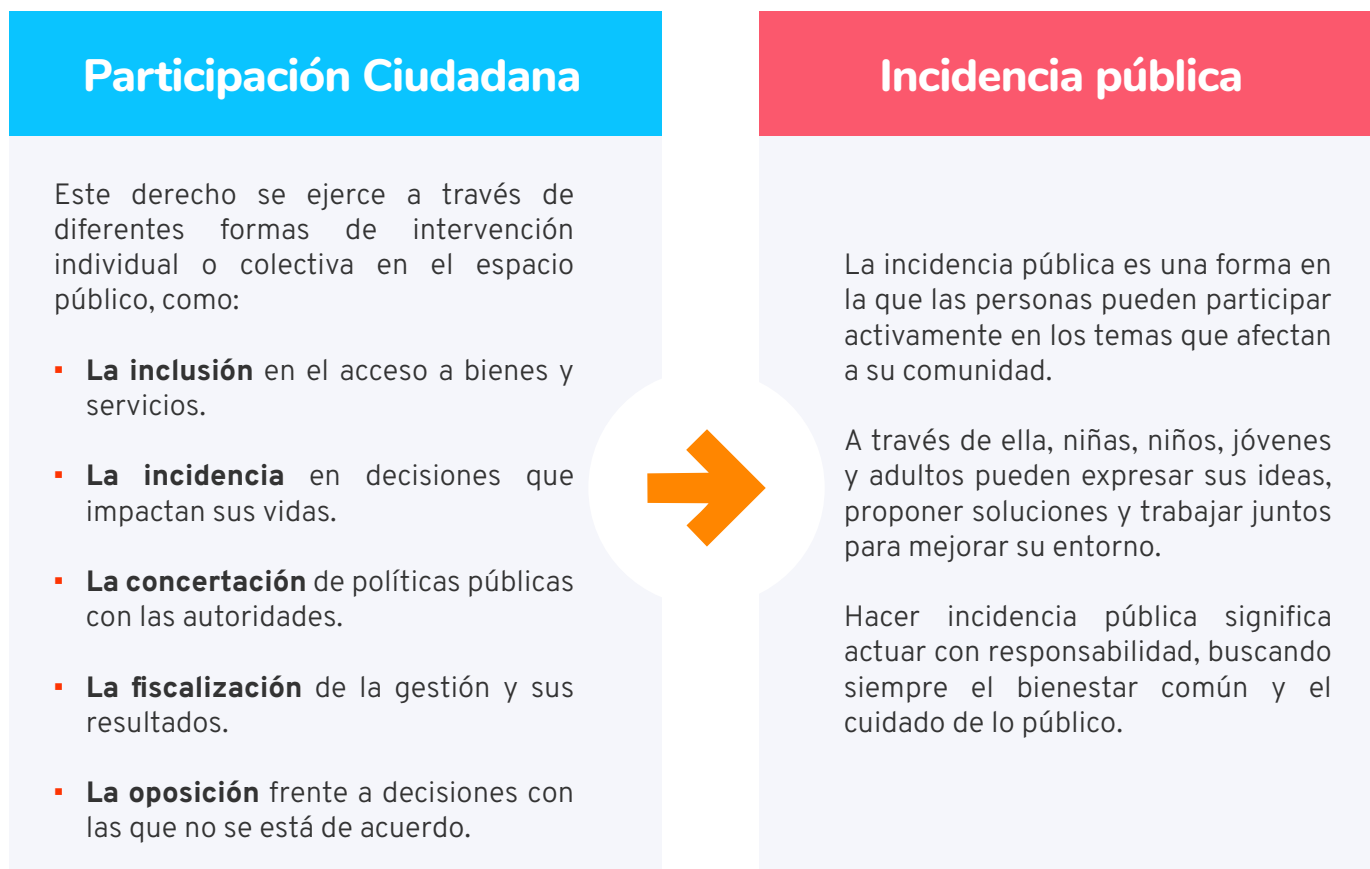 Participación Ciudadana
Este derecho se ejerce a través de
diferentes formas de intervención
individual o colectiva en el espacio
público, como:
▪ La inclusión en el acceso a bienes y
servicios.
▪ La incidencia en decisiones que
impactan sus vidas.
▪ La concertación de políticas públicas
con las autoridades.
▪ La fiscalización de la gestión y sus
resultados.
▪ La oposición frente a decisiones con
las que no se está de acuerdo.
Incidencia pública
La incidencia pública es una forma en
la que las personas pueden participar
activamente en los temas que afectan
a su comunidad.
A través de ella, niñas, niños, jóvenes
y adultos pueden expresar sus ideas,
proponer soluciones y trabajar juntos
para mejorar su entorno.
Hacer incidencia pública significa
actuar con responsabilidad, buscando
siempre el bienestar común y el
cuidado de lo público.